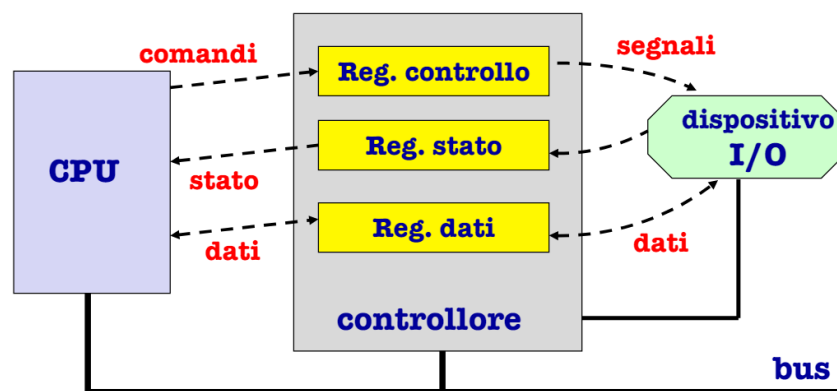 comandi
Reg. controllo
segnali
CPU
stato
Reg. stato
dispositivo
I/O
dati
Reg. dati
dati
controllore
bus